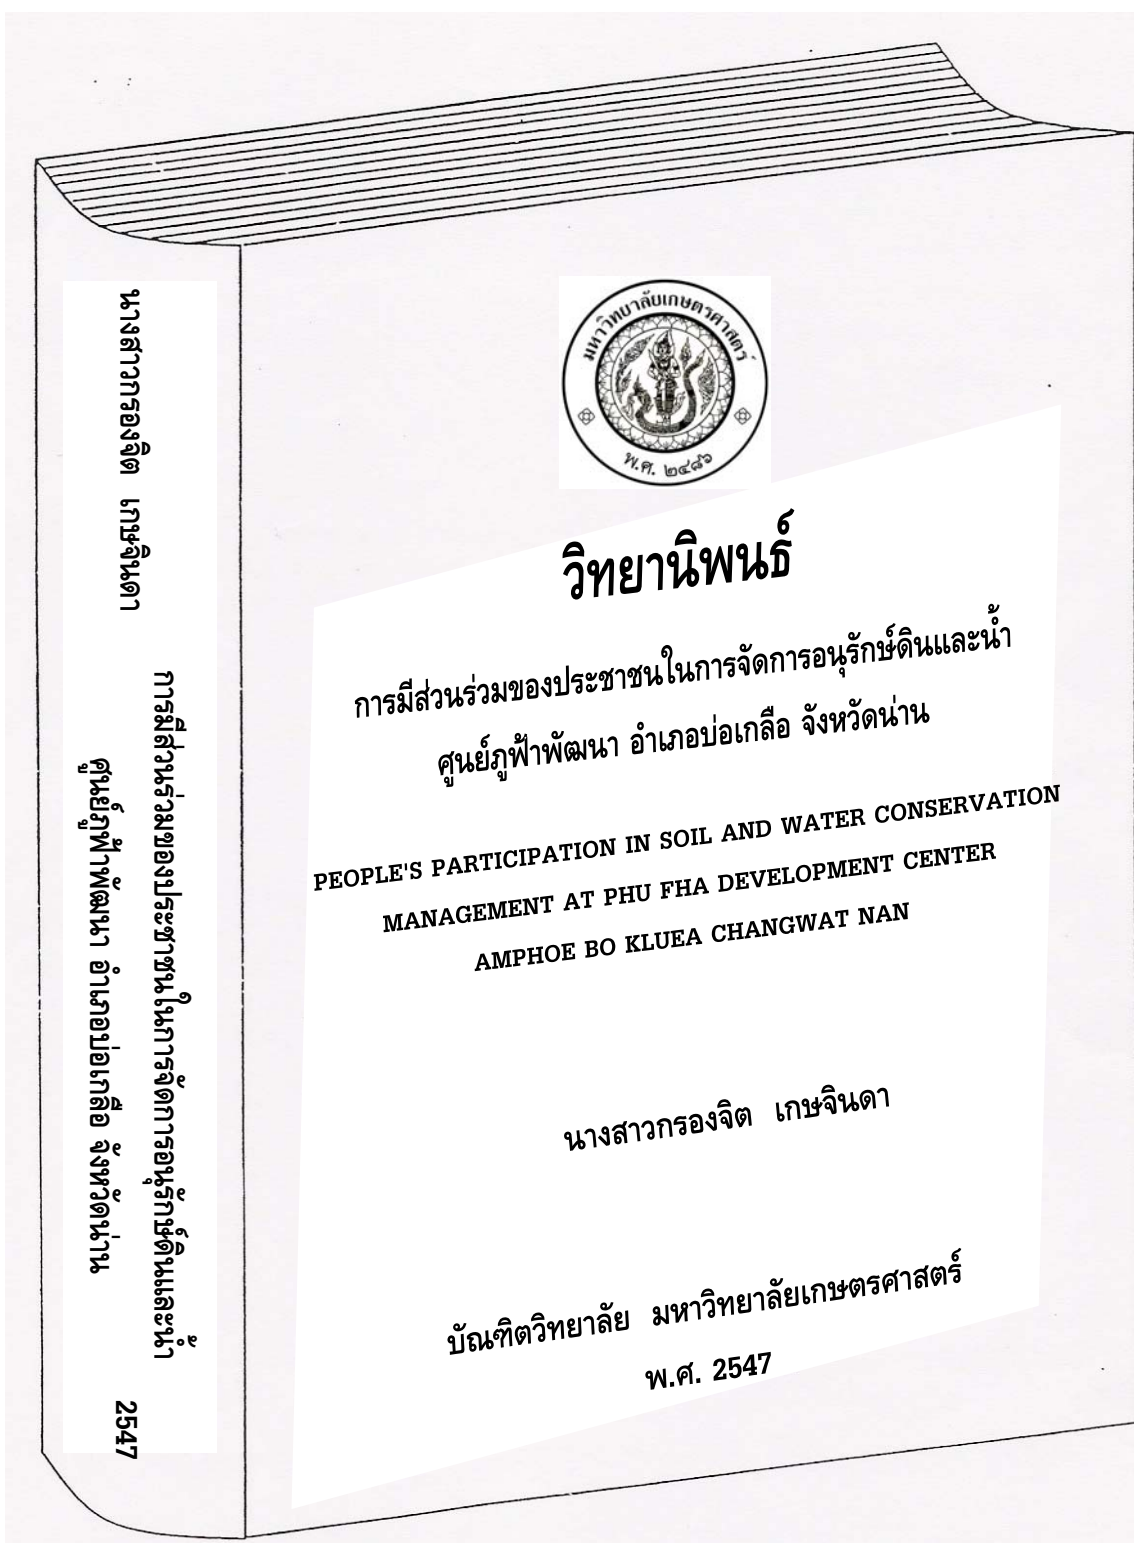 มหาวิทยาลัยเกษตรศาสตร์
พ.ศ. ๒๔๘๖
วิทยานิพนธ์
การมีส่วนร่วมของประชาชนในการจัดการอนุรักษ์ดินและน้ำ
ศูนย์ภูฟ้าพัฒนา อำเภอบ่อเกลือ จังหวัดน่าน
PEOPLE'S PARTICIPATION IN SOIL AND WATER CONSERVATION
MANAGEMENT AT PHU FHA DEVELOPMENT CENTER
AMPHOE BO KLUEA CHANGWAT NAN
นางสาวกรองจิต เกษจินดา
บัณฑิตวิทยาลัย มหาวิทยาลัยเกษตรศาสตร์
พ.ศ. 2547
นางสาวกรองจิต เกษจินดา
การมีส่วนร่วมของประชาชนในการจัดการอนุรักษ์ดินและน้ำ
ศูนย์ภูฟ้าพัฒนา อำเภอบ่อเกลือ จังหวัดน่าน
2547